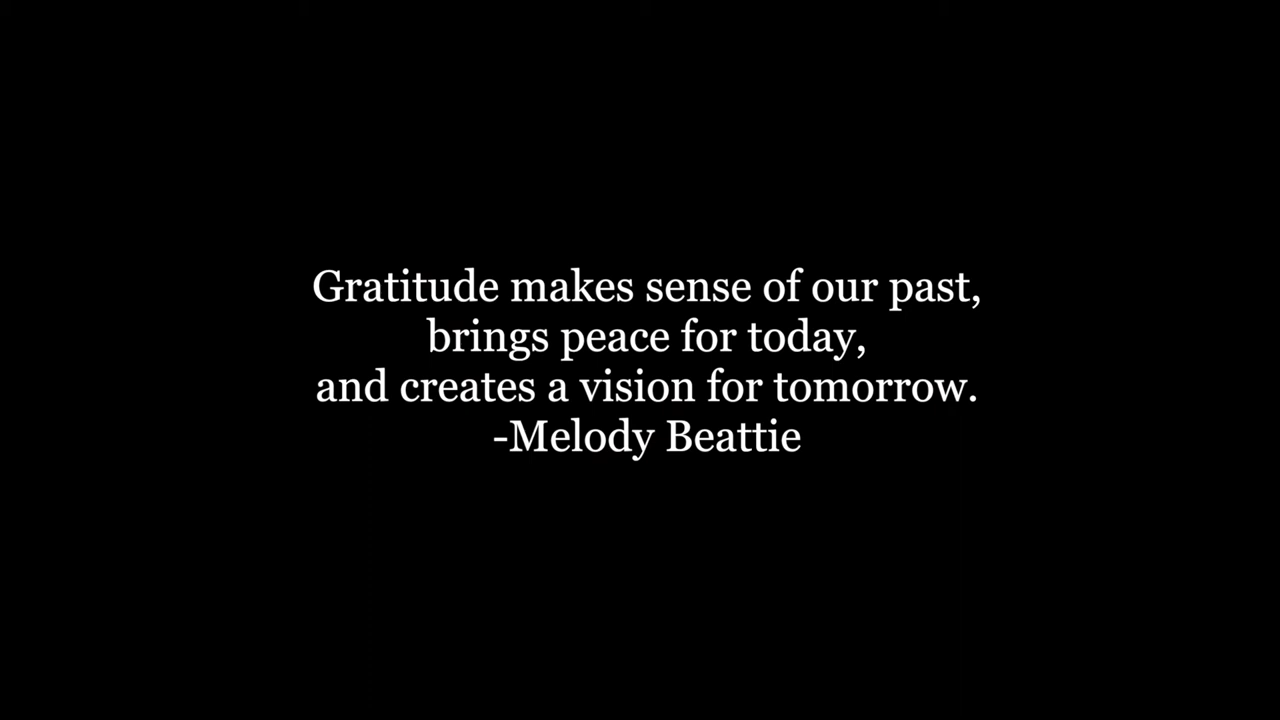 Gratitude makes sense of our past,
brings peace for today,
and creates a vision for tomorrow.
-Melody Beattie